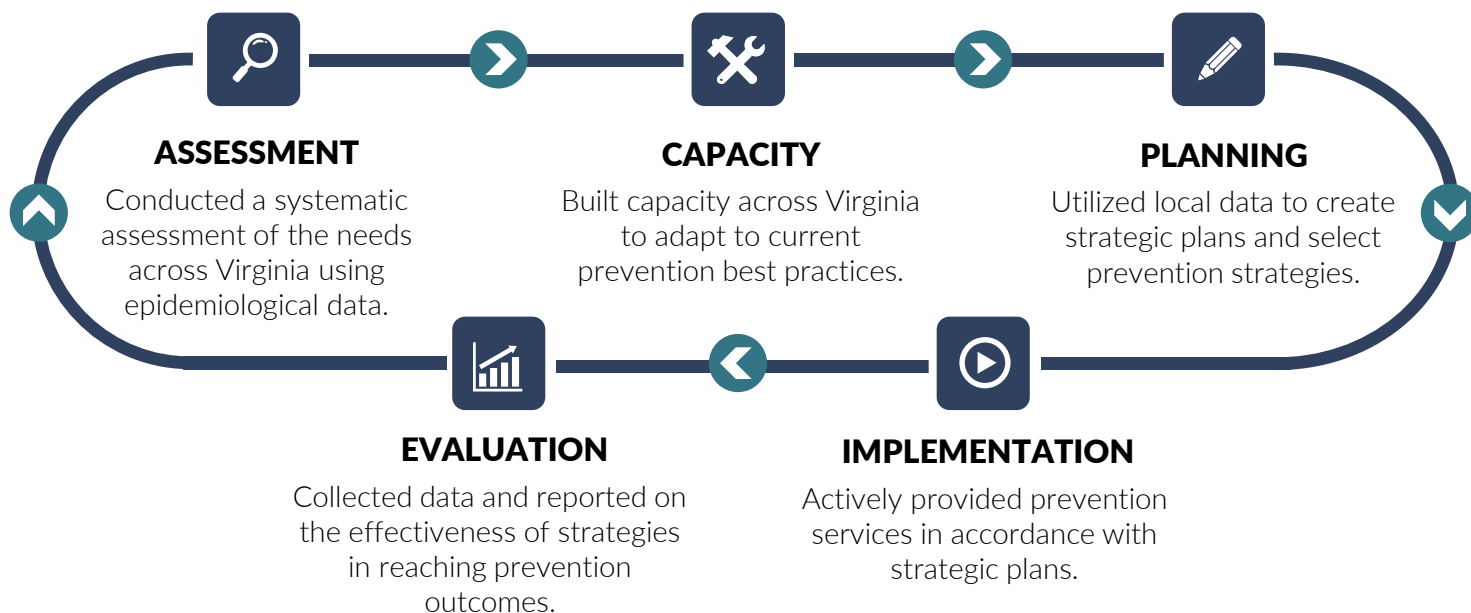 ASSESSMENT
Conducted a systematic
assessment of the needs
across Virginia using
epidemiological data.
CAPACITY
Built capacity across Virginia
to adapt to current
prevention best practices.
PLANNING
Utilized local data to create
strategic plans and select
prevention strategies.
EVALUATION
Collected data and reported on
the effectiveness of strategies
in reaching prevention
outcomes.
IMPLEMENTATION
Actively provided prevention
services in accordance with
strategic plans.